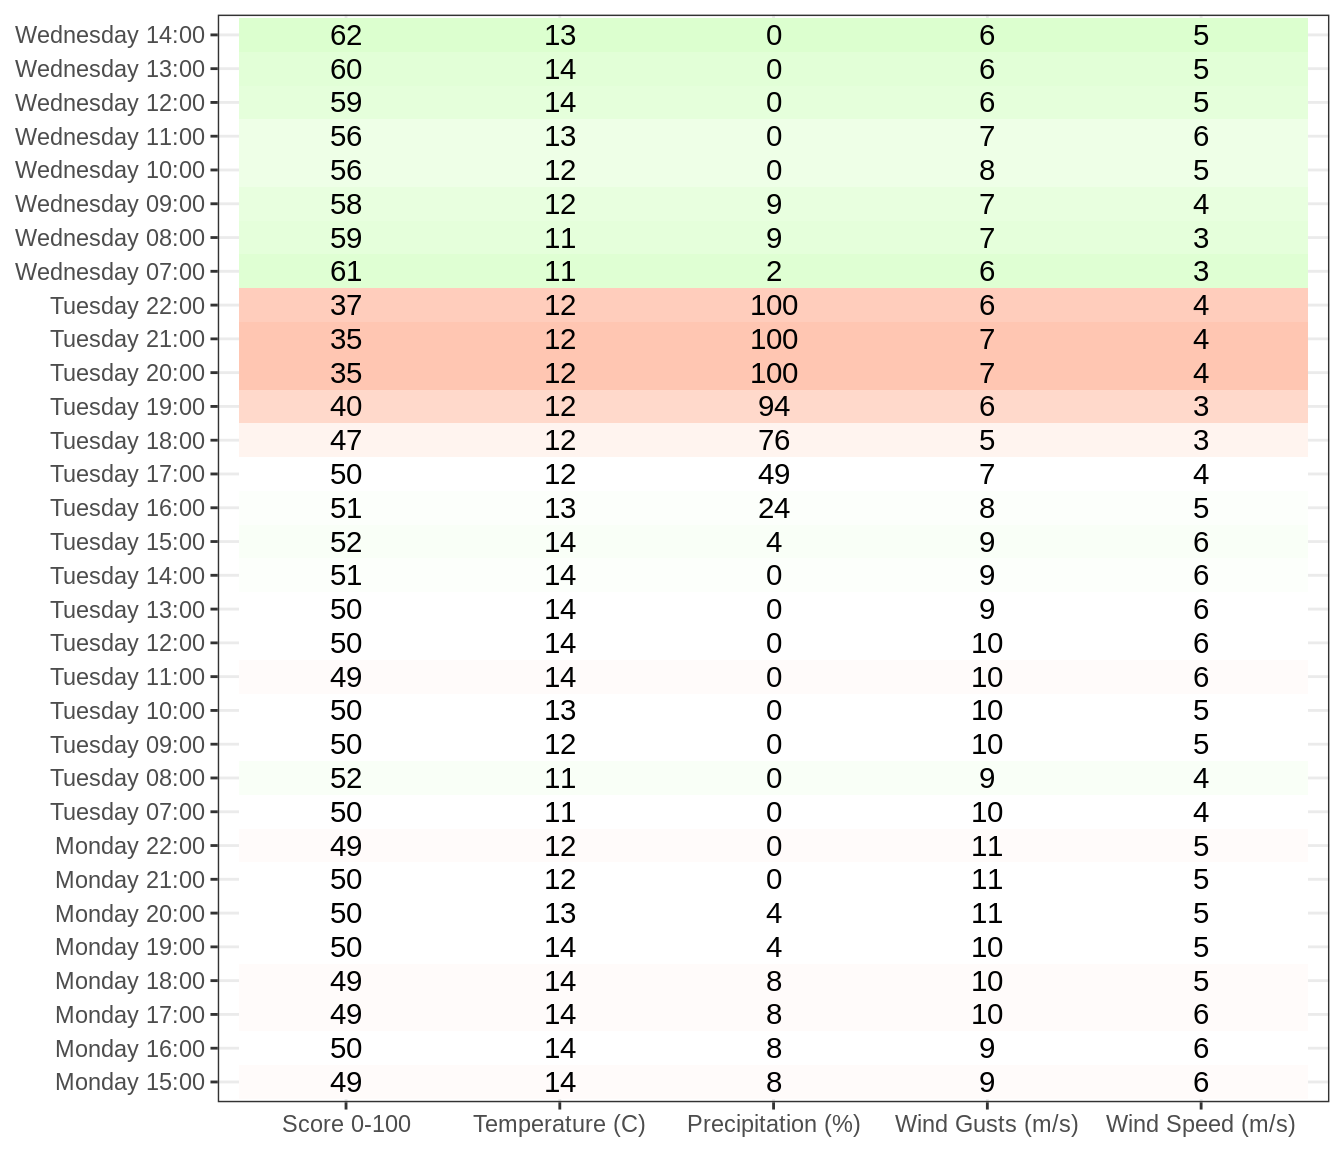 Wednesday 14:00 62 13 0 6 5
Wednesday 13:00 60 14 0 6 5
Wednesday 12:00 59 14 0 6 5
Wednesday 11:00 56 13 0 7 6
Wednesday 10:00 56 12 0 8 5
Wednesday 09:00 58 12 9 7 4
Wednesday 08:00 59 11 9 7 3
Wednesday 07:00 61 11 2 6 3
Tuesday 22:00 37 12 100 6 4
Tuesday 21:00 35 12 100 7 4
Tuesday 20:00 35 12 100 7 4
Tuesday 19:00 40 12 94 6 3
Tuesday 18:00 47 12 76 5 3
Tuesday 17:00 50 12 49 7 4
Tuesday 16:00 51 13 24 8 5
Tuesday 15:00 52 14 4 9 6
Tuesday 14:00 51 14 0 9 6
Tuesday 13:00 50 14 0 9 6
Tuesday 12:00 50 14 0 10 6
Tuesday 11:00 49 14 0 10 6
Tuesday 10:00 50 13 0 10 5
Tuesday 09:00 50 12 0 10 5
Tuesday 08:00 52 11 0 9 4
Tuesday 07:00 50 11 0 10 4
Monday 22:00 49 12 0 11 5
Monday 21:00 50 12 0 11 5
Monday 20:00 50 13 4 11 5
Monday 19:00 50 14 4 10 5
Monday 18:00 49 14 8 10 5
Monday 17:00 49 14 8 10 6
Monday 16:00 50 14 8 9 6
Monday 15:00 49 14 8 9 6
Score 0-100 Temperature (C) Precipitation (%) Wind Gusts (m/s) Wind Speed (m/s)